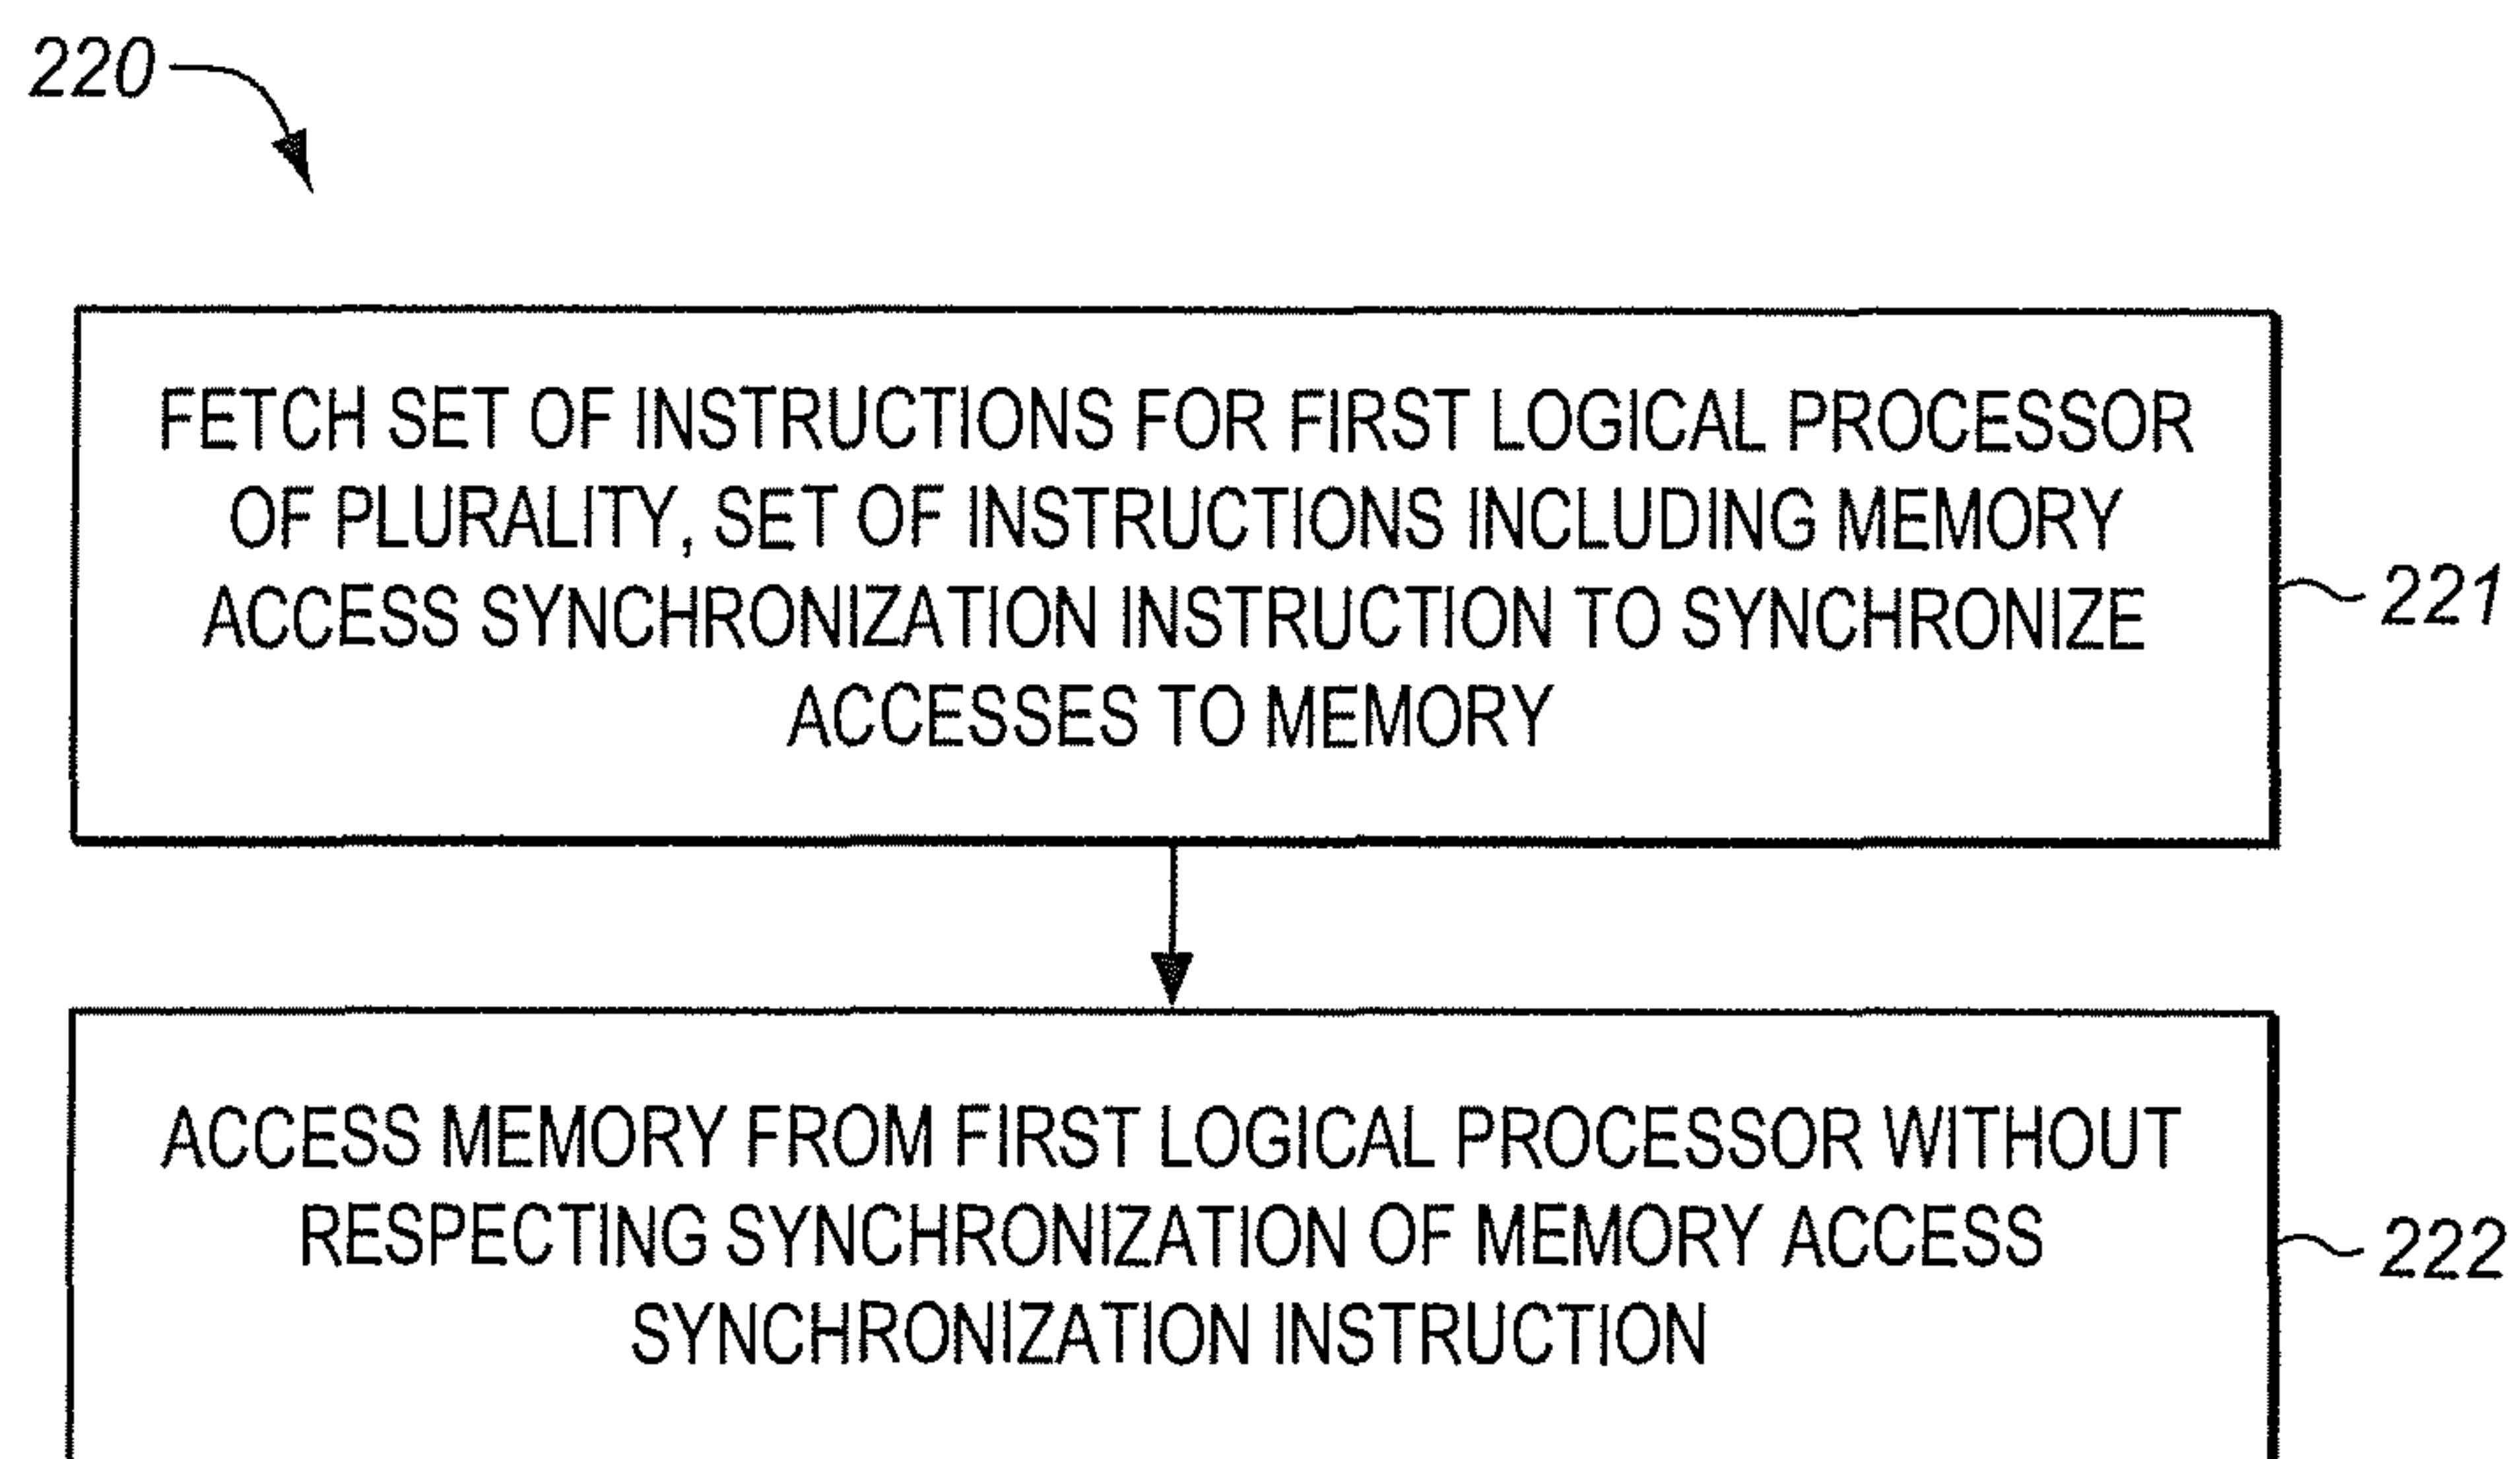 220
FETCH SET OF INSTRUCTIONS FOR FIRST LOGICAL PROCESSOR
OF PLURALITY, SET OF INSTRUCTIONS INCLUDING MEMORY
ACCESS SYNCHRONIZATION INSTRUCTION TO SYNCHRONIZE
ACCESSES TO MEMORY
221
ACCESS MEMORY FROM FIRST LOGICAL PROCESSOR WITHOUT
RESPECTING SYNCHRONIZATION OF MEMORY ACCESS
SYNCHRONIZATION INSTRUCTION
222